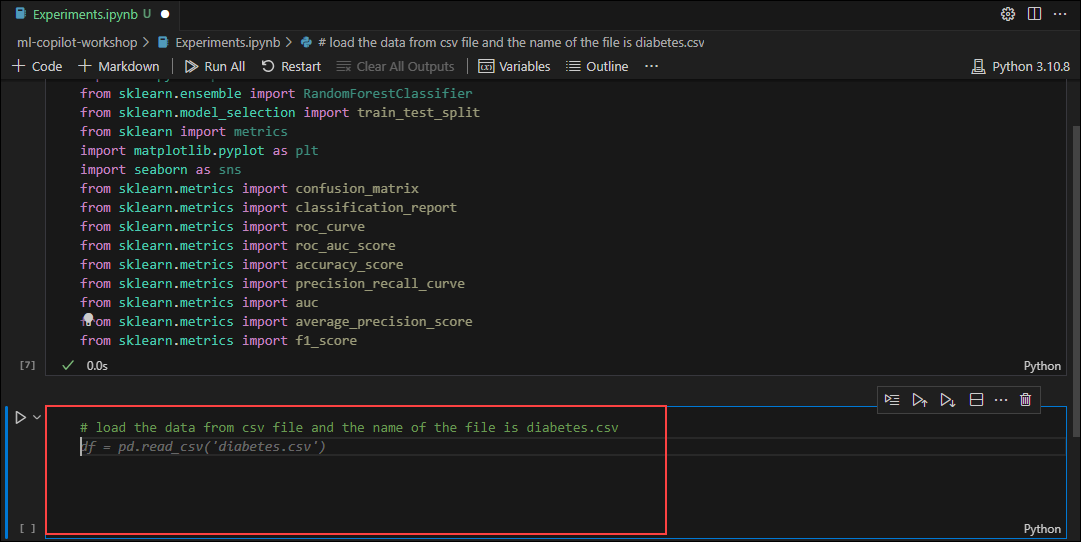 Experiments.ipynb U
ml-copilot-workshop > Experiments.ipynb > # load the data from csv file and the name of the file is diabetes.csv
+ Code + Markdown Run All Restart Clear All Outputs Variables Outline ... Python 3.10.8
from sklearn.ensemble import RandomForestClassifier
from sklearn.model_selection import train_test_split
from sklearn import metrics
import matplotlib.pyplot as plt
import seaborn as sns
from sklearn.metrics import confusion_matrix
from sklearn.metrics import classification_report
from sklearn.metrics import roc_curve
from sklearn.metrics import roc_auc_score
from sklearn.metrics import accuracy_score
from sklearn.metrics import precision_recall_curve
from sklearn.metrics import auc
from sklearn.metrics import average_precision_score
from sklearn.metrics import f1_score
[7] 0.0s Python
# load the data from csv file and the name of the file is diabetes.csv
df = pd.read_csv('diabetes.csv')
[ ] Python